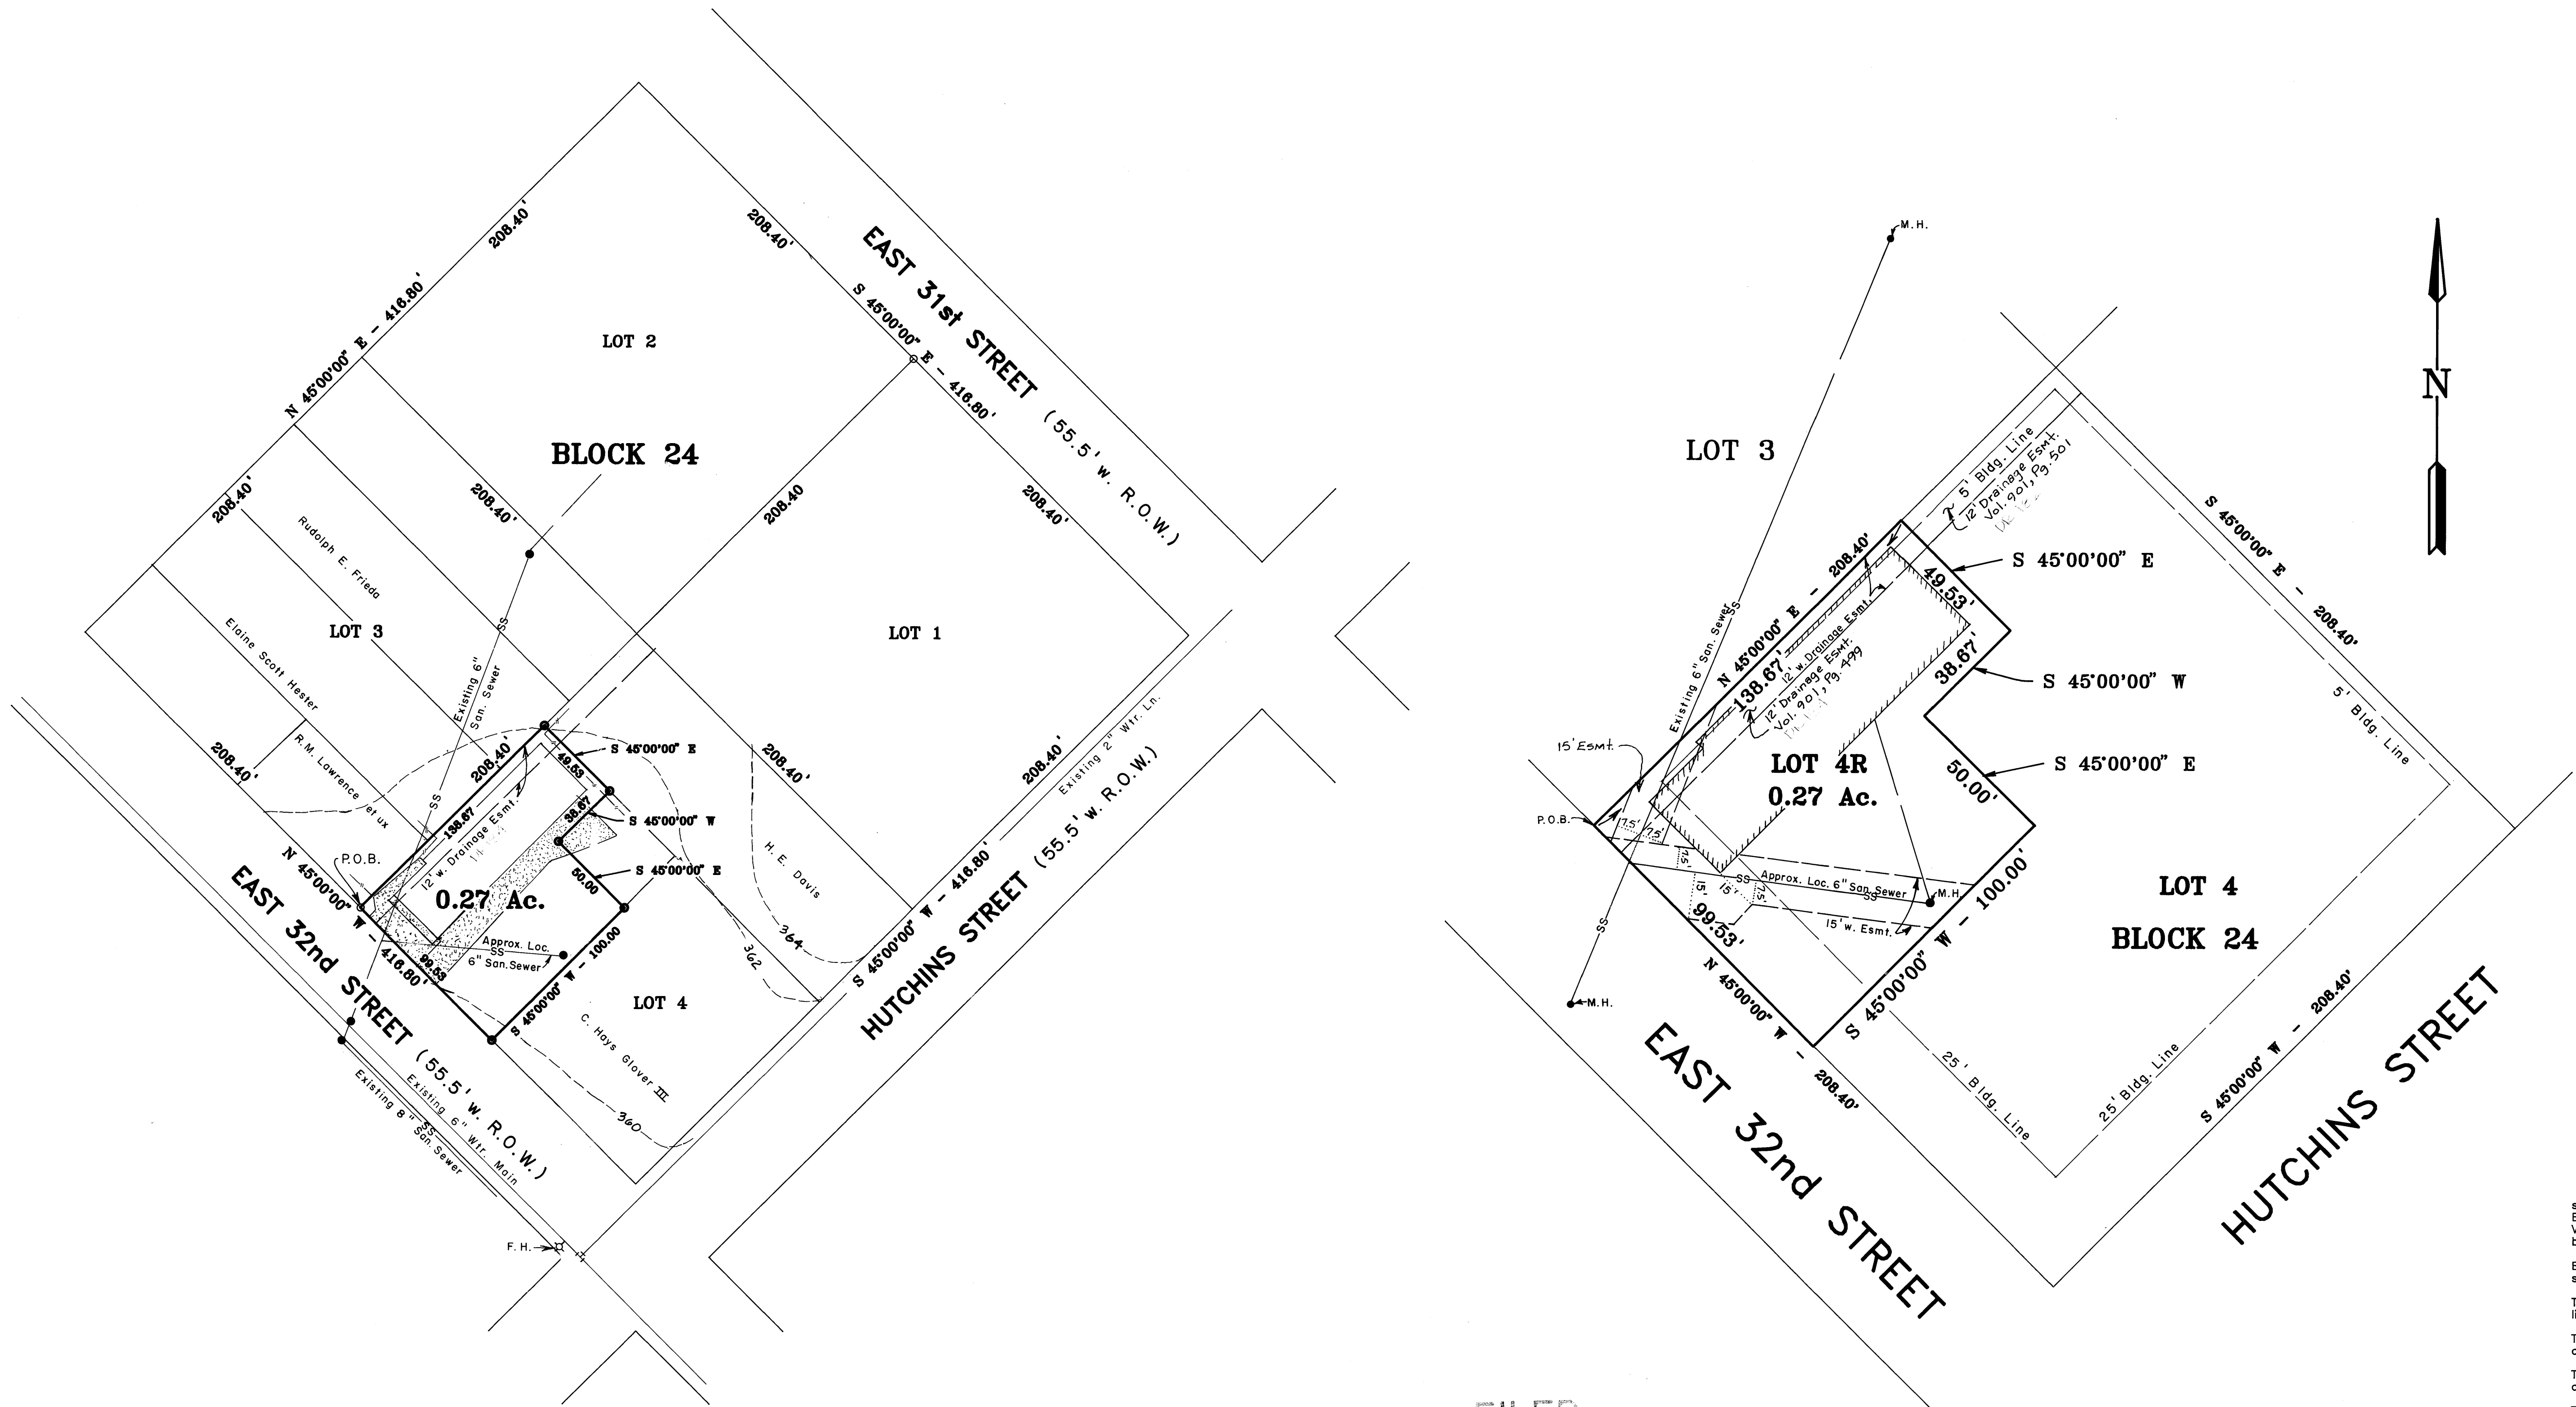 208.40'
208.40'
EAST 31st STREET (55.5' w. R.O.W.)
N 45°00'00" E - 416.80'
S 45°00'00" E - 416.80'
LOT 2
BLOCK 24
208.40'
208.40'
208.40
208.40'
Rudolph E. Frieda
LOT 3
LOT 1
Elaine Scott Hester
Existing 6"
San. Sewer
SS
R.M. Lawrence et ux
208.40'
208.40'
208.40'
208.40'
Existing 2" Wtr. Ln.
S 45°00'00" E
49.53
38.67
S 45°00'00" W
138.67
12' w. Drainage Esmt.
SS
P.O.B.
S 45°00'00" E
50.00
H. E. Davis
0.27 Ac.
N 45°00'00" W - 416.80'
EAST 32nd STREET (55.5' w. R.O.W.)
S 45°00'00" W - 416.80'
HUTCHINS STREET (55.5' w. R.O.W.)
Approx. Loc.
SS
6" San. Sewer
99.53
S 45°00'00" W - 100.00
364
362
360
LOT 4
C. Hays Glover III
Existing 6" Wtr. Main
Existing 8" San. Sewer
SS
F. H.
M.H.
N
LOT 3
5' Bldg. Line
12' Drainage Esmt.
Vol. 901, Pg. 501
N 45°00'00" E - 208.40'
S 45°00'00" E - 208.40'
49.53'
S 45°00'00" E
Existing 6" San. Sewer
SS
138.67'
12' w. Drainage Esmt.
12' Drainage Esmt.
Vol. 901, Pg. 499
38.67'
S 45°00'00" W
5' Bldg. Line
15' Esmt.
LOT 4R
0.27 Ac.
50.00'
S 45°00'00" E
P.O.B.
7.5'
7.5'
7.5'
Approx. Loc. 6" San. Sewer
SS
SS
M.H.
15'
15'
7.5'
15' w. Esmt.
99.53'
S 45°00'00" W - 100.00'
LOT 4
BLOCK 24
SS
M.H.
N 45°00'00" W - 208.40'
EAST 32nd STREET
25' Bldg. Line
25' Bldg. Line
S 45°00'00" W - 208.40'
HUTCHINS STREET